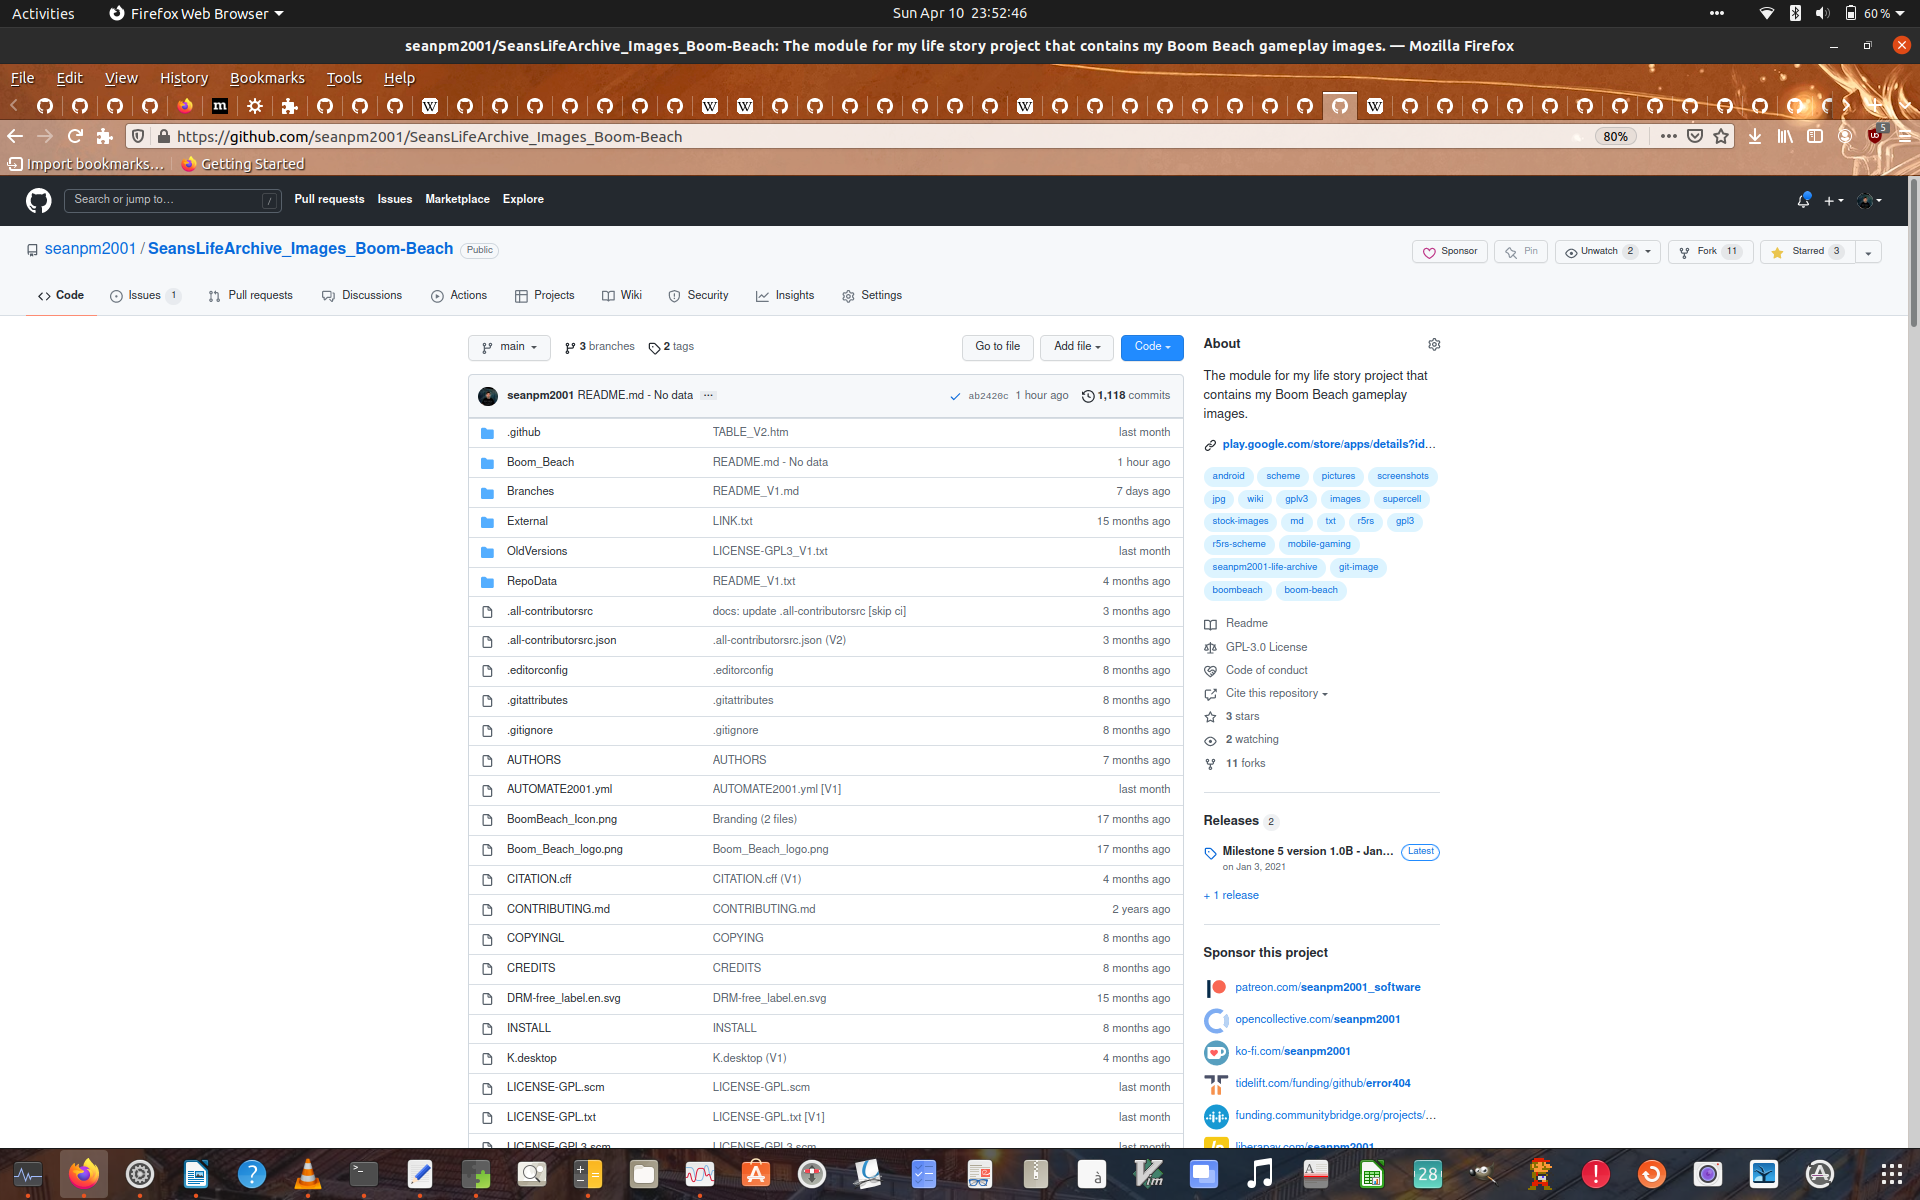 Activities Firefox Web Browser Sun Apr 10 23:52:46 60 %
seanpm2001/SeansLifeArchive_Images_Boom-Beach: The module for my life story project that contains my Boom Beach gameplay images. — Mozilla Firefox
File Edit View History Bookmarks Tools Help
https://github.com/seanpm2001/SeansLifeArchive_Images_Boom-Beach 80% 5
Import bookmarks... Getting Started
Search or jump to... / Pull requests Issues Marketplace Explore
seanpm2001 / SeansLifeArchive_Images_Boom-Beach Public Sponsor Pin Unwatch 2 Fork 11 Starred 3
Code Issues 1 Pull requests Discussions Actions Projects Wiki Security Insights Settings
main 3 branches 2 tags Go to file Add file Code
seanpm2001 README.md - No data ... ab2420c 1 hour ago 1,118 commits
.github TABLE_V2.htm last month
Boom_Beach README.md - No data 1 hour ago
Branches README_V1.md 7 days ago
External LINK.txt 15 months ago
OldVersions LICENSE-GPL3_V1.txt last month
RepoData README_V1.txt 4 months ago
.all-contributorsrc docs: update .all-contributorsrc [skip ci] 3 months ago
.all-contributorsrc.json .all-contributorsrc.json (V2) 3 months ago
.editorconfig .editorconfig 8 months ago
.gitattributes .gitattributes 8 months ago
.gitignore .gitignore 8 months ago
AUTHORS AUTHORS 7 months ago
AUTOMATE2001.yml AUTOMATE2001.yml [V1] last month
BoomBeach_Icon.png Branding (2 files) 17 months ago
Boom_Beach_logo.png Boom_Beach_logo.png 17 months ago
CITATION.cff CITATION.cff (V1) 4 months ago
CONTRIBUTING.md CONTRIBUTING.md 2 years ago
COPYINGL COPYING 8 months ago
CREDITS CREDITS 8 months ago
DRM-free_label.en.svg DRM-free_label.en.svg 15 months ago
INSTALL INSTALL 8 months ago
K.desktop K.desktop (V1) 4 months ago
LICENSE-GPL.scm LICENSE-GPL.scm last month
LICENSE-GPL.txt LICENSE-GPL.txt [V1] last month
LICENSE-GPL3.scm LICENSE-GPL3.scm last month
About
The module for my life story project that
contains my Boom Beach gameplay
images.
play.google.com/store/apps/details?id...
android scheme pictures screenshots
jpg wiki gplv3 images supercell
stock-images md txt r5rs gpl3
r5rs-scheme mobile-gaming
seanpm2001-life-archive git-image
boombeach boom-beach
Readme
GPL-3.0 License
Code of conduct
Cite this repository
3 stars
2 watching
11 forks
Releases 2
Milestone 5 version 1.0B - Jan... Latest
on Jan 3, 2021
+ 1 release
Sponsor this project
patreon.com/seanpm2001_software
opencollective.com/seanpm2001
ko-fi.com/seanpm2001
tidelift.com/funding/github/error404
funding.communitybridge.org/projects/...
liberapay.com/seanpm2001
28